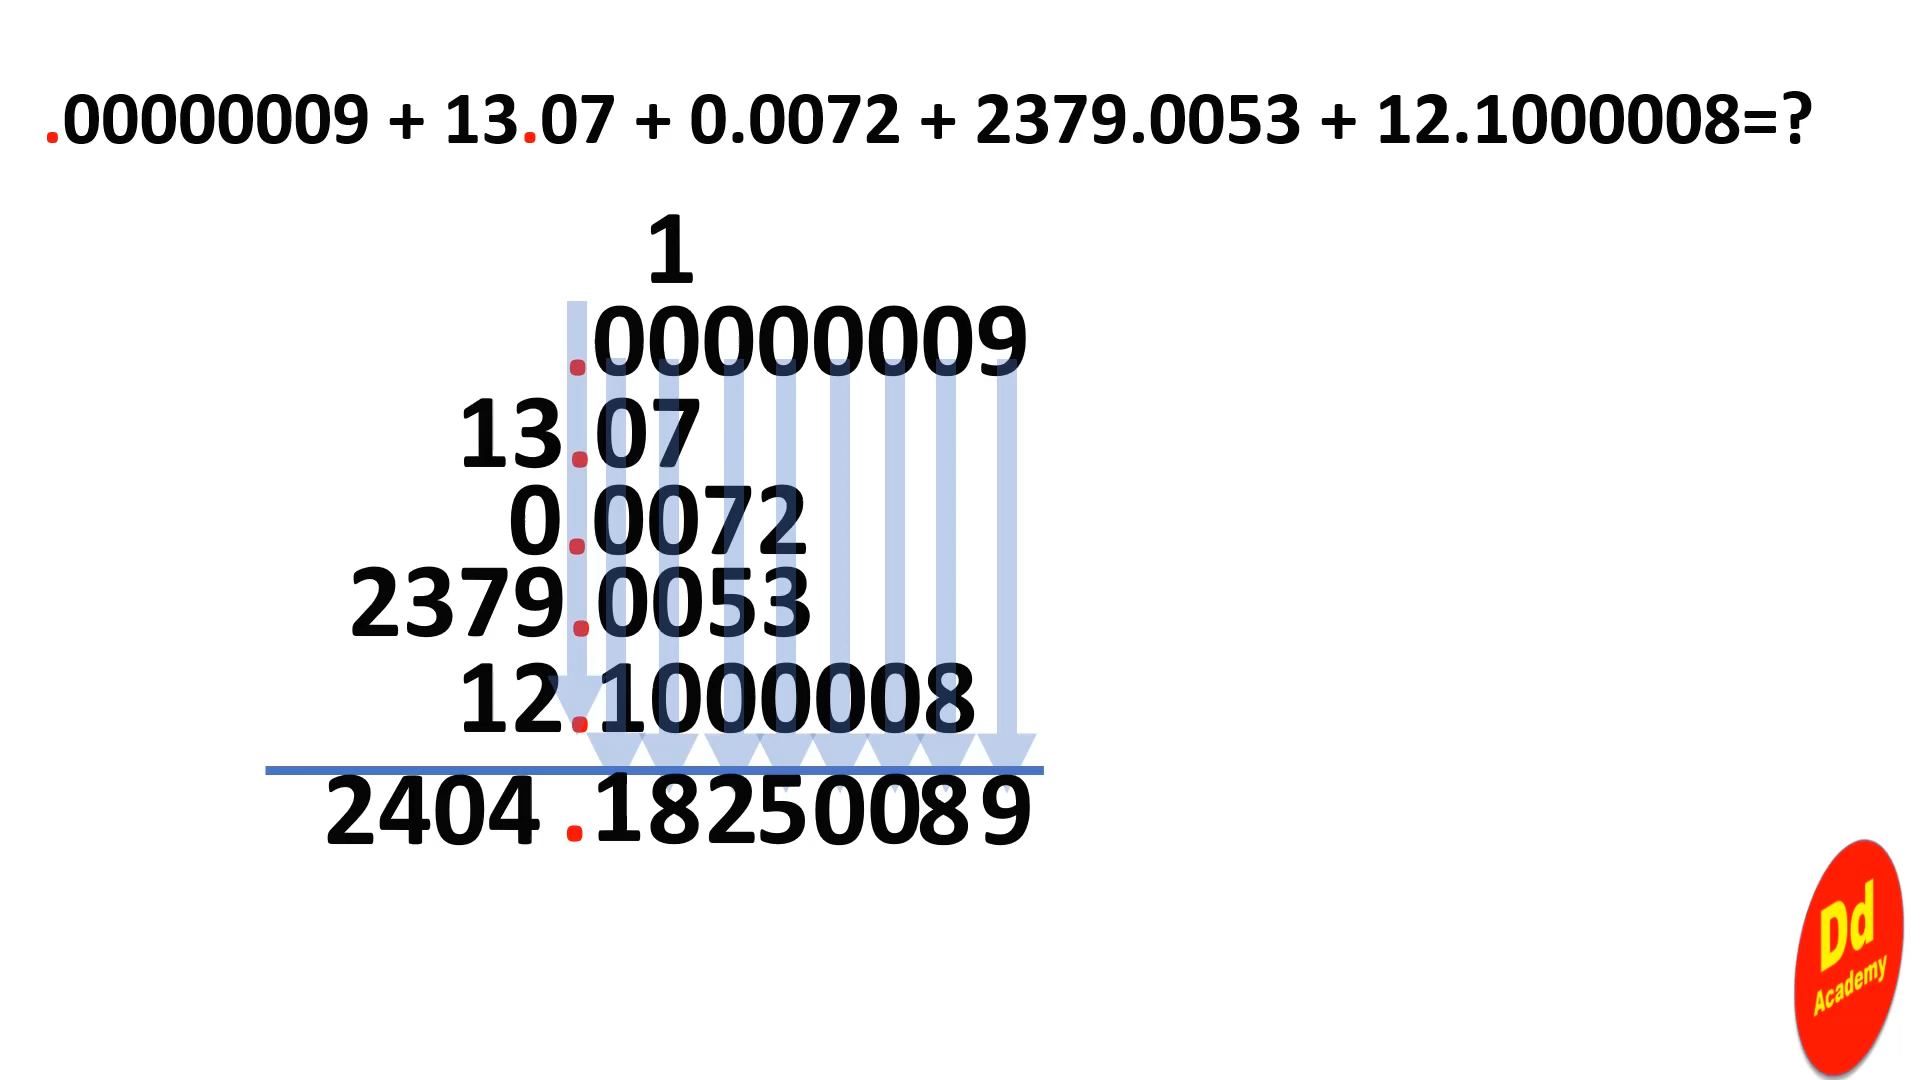 .00000009 + 13.07 + 0.0072 + 2379.0053 + 12.1000008=?
1
.00000009
13.07
0.0072
2379.0053
12.1000008
2404 .18250089
Dd
Academy